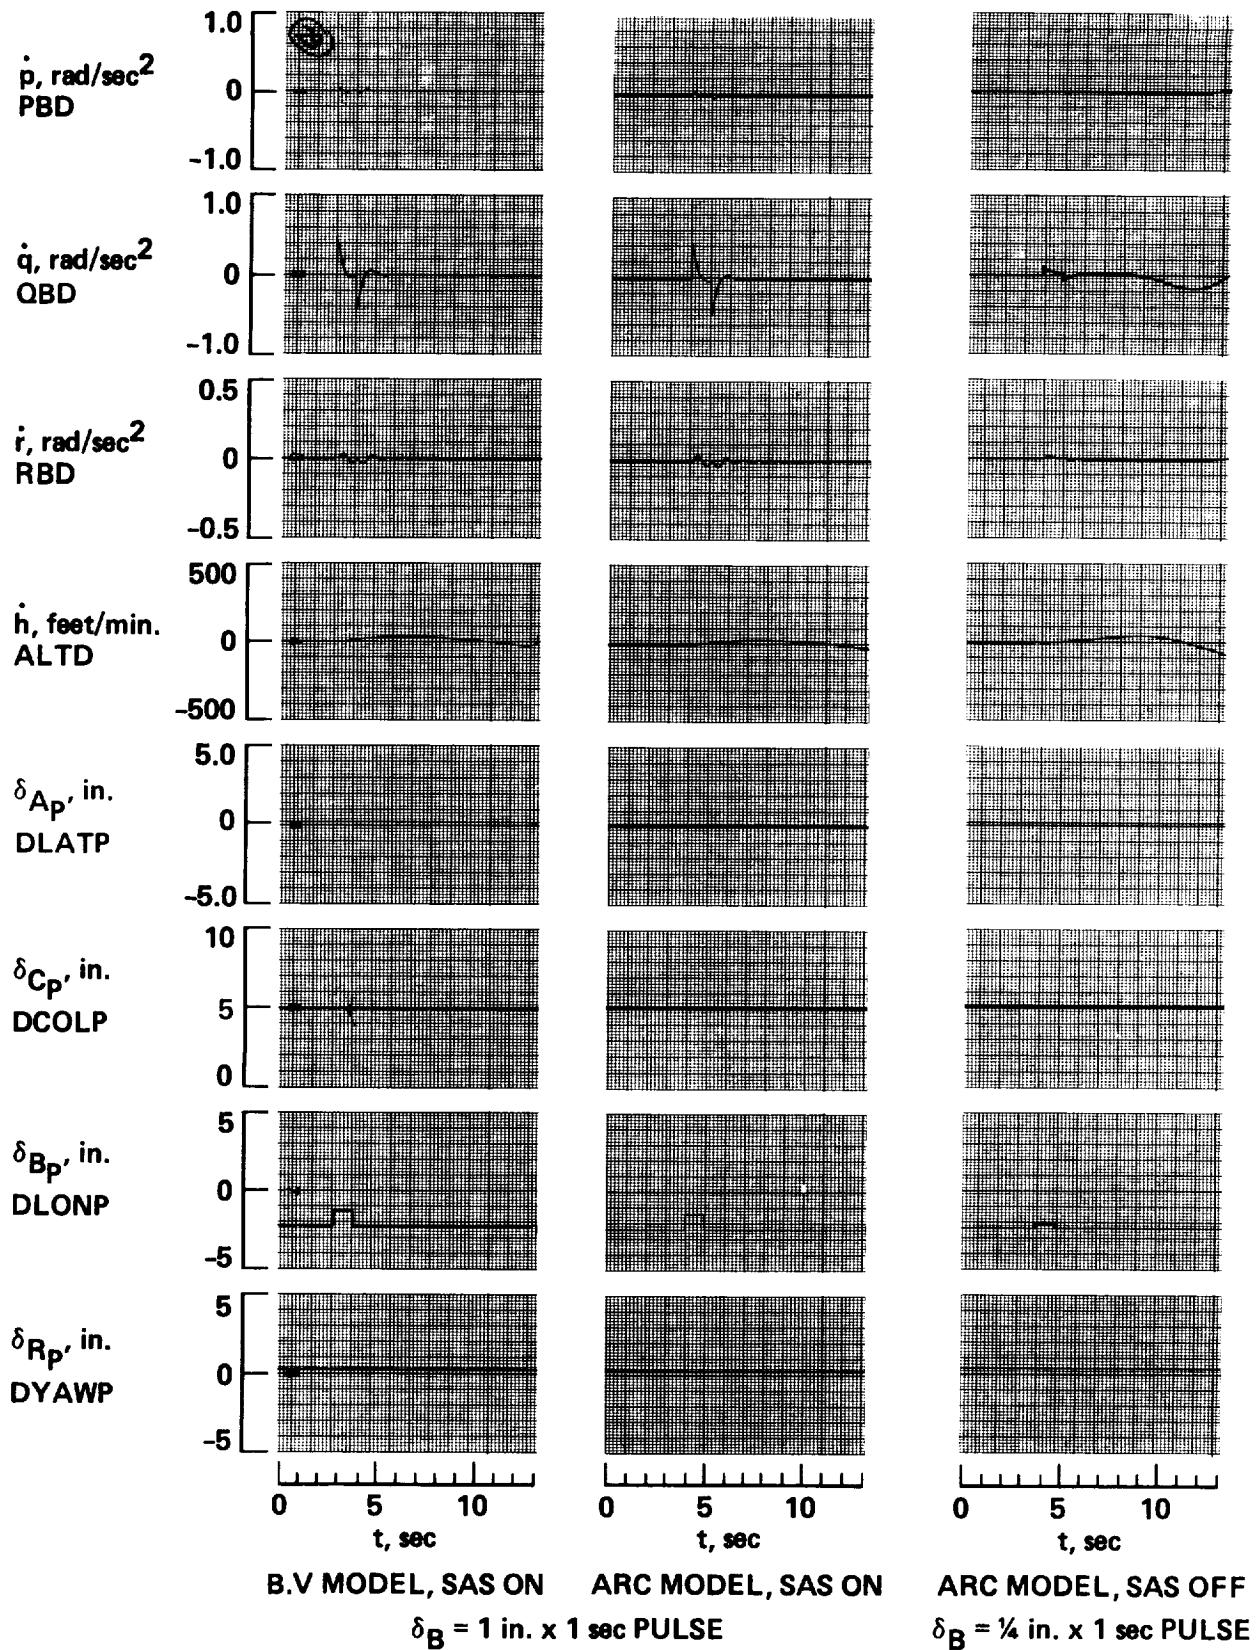 1.0
ṗ, rad/sec²
PBD
0
−1.0
1.0
q̇, rad/sec²
QBD
0
−1.0
0.5
ṙ, rad/sec²
RBD
0
−0.5
500
ḣ, feet/min.
ALTD
0
−500
5.0
δAP, in.
DLATP
0
−5.0
10
δCP, in.
DCOLP
5
0
5
δBP, in.
DLONP
0
−5
5
δRP, in.
DYAWP
0
−5
0 5 10 0 5 10 0 5 10
t, sec t, sec t, sec
B.V MODEL, SAS ON ARC MODEL, SAS ON ARC MODEL, SAS OFF
δB = 1 in. x 1 sec PULSE δB = ¼ in. x 1 sec PULSE